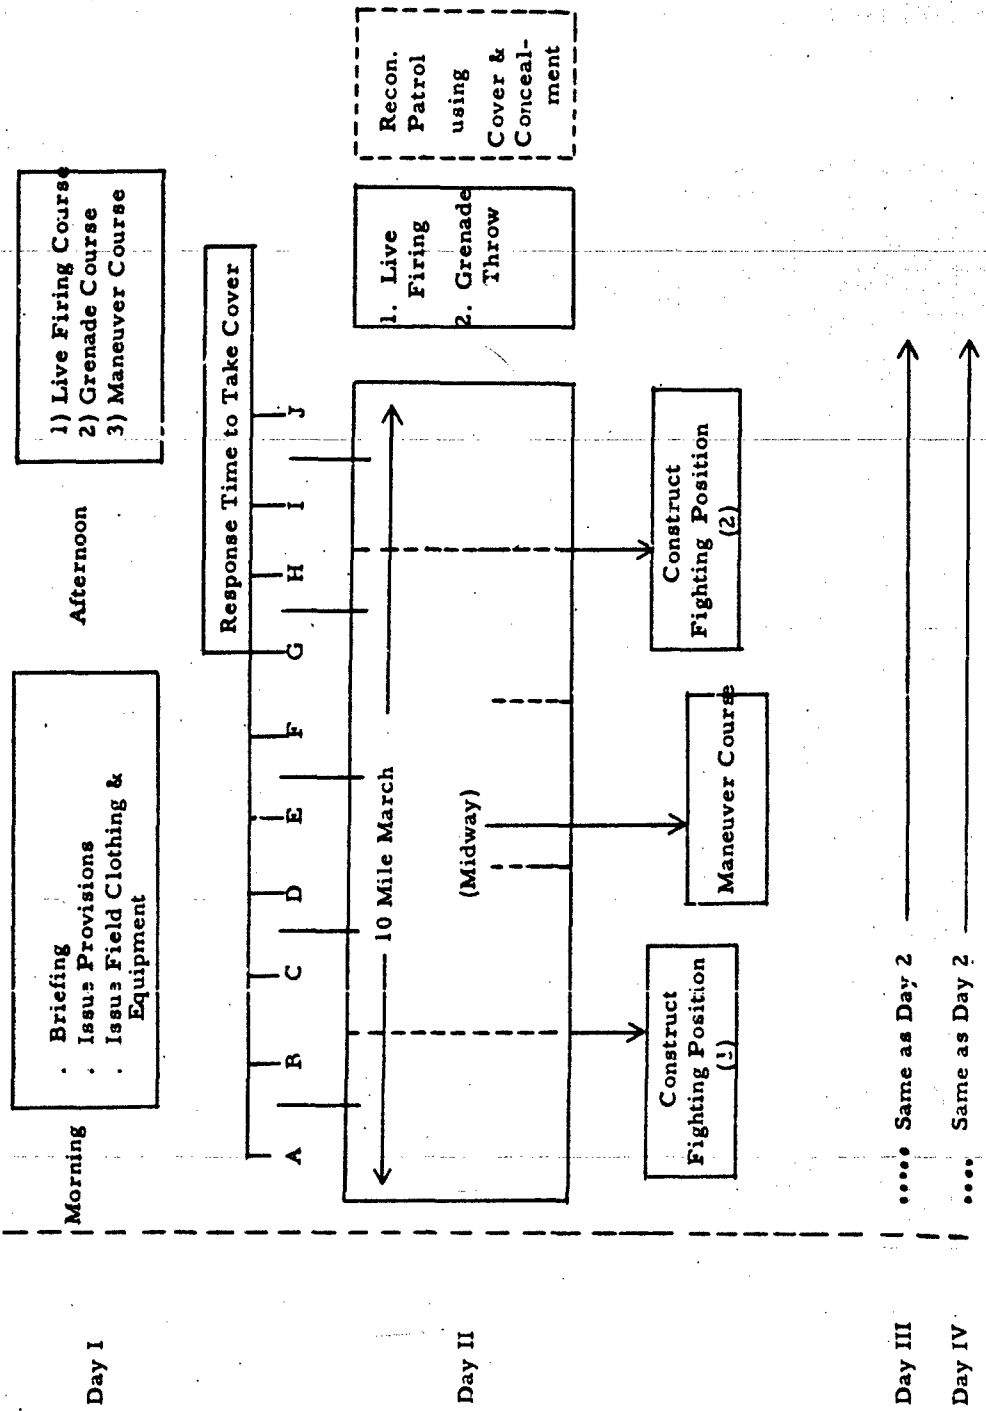 Day I
Morning
. Briefing
. Issue Provisions
. Issue Field Clothing &
Equipment
Afternoon
1) Live Firing Course
2) Grenade Course
3) Maneuver Course
Response Time to Take Cover
A B C D E F G H I J
Day II
10 Mile March
(Midway)
1. Live
Firing
2. Grenade
Throw
Recon.
Patrol
using
Cover &
Conceal-
ment
Construct
Fighting Position
(1)
Maneuver Course
Construct
Fighting Position
(2)
Day III
..... Same as Day 2
Day IV
.... Same as Day 2